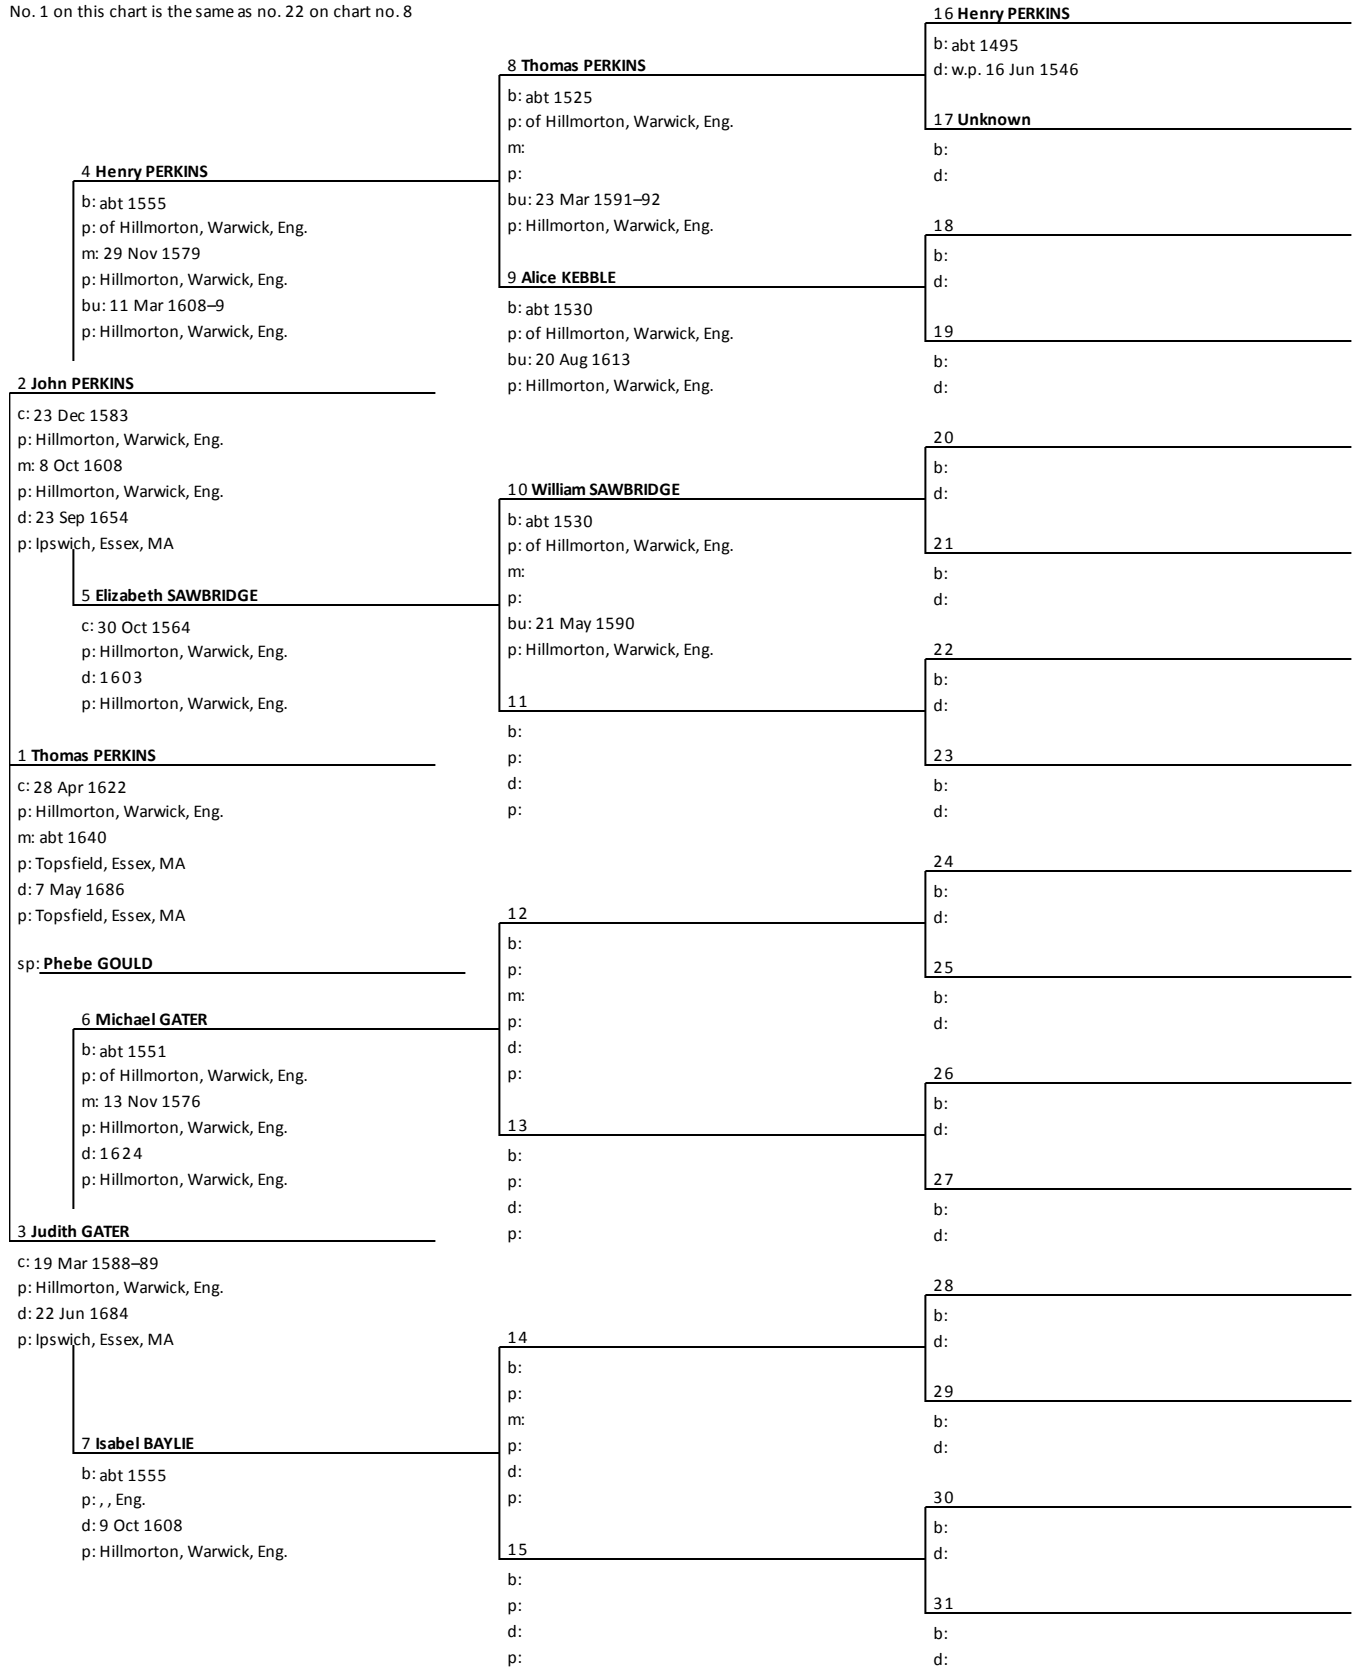 No. 1 on this chart is the same as no. 22 on chart no. 8
2 John PERKINS
c: 23 Dec 1583
p: Hillmorton, Warwick, Eng.
m: 8 Oct 1608
p: Hillmorton, Warwick, Eng.
d: 23 Sep 1654
p: Ipswich, Essex, MA
1 Thomas PERKINS
c: 28 Apr 1622
p: Hillmorton, Warwick, Eng.
m: abt 1640
p: Topsfield, Essex, MA
d: 7 May 1686
p: Topsfield, Essex, MA
sp: Phebe GOULD
3 Judith GATER
c: 19 Mar 1588–89
p: Hillmorton, Warwick, Eng.
d: 22 Jun 1684
p: Ipswich, Essex, MA
4 Henry PERKINS
b: abt 1555
p: of Hillmorton, Warwick, Eng.
m: 29 Nov 1579
p: Hillmorton, Warwick, Eng.
bu: 11 Mar 1608–9
p: Hillmorton, Warwick, Eng.
5 Elizabeth SAWBRIDGE
c: 30 Oct 1564
p: Hillmorton, Warwick, Eng.
d: 1603
p: Hillmorton, Warwick, Eng.
6 Michael GATER
b: abt 1551
p: of Hillmorton, Warwick, Eng.
m: 13 Nov 1576
p: Hillmorton, Warwick, Eng.
d: 1624
p: Hillmorton, Warwick, Eng.
7 Isabel BAYLIE
b: abt 1555
p: , , Eng.
d: 9 Oct 1608
p: Hillmorton, Warwick, Eng.
8 Thomas PERKINS
b: abt 1525
p: of Hillmorton, Warwick, Eng.
m:
p:
bu: 23 Mar 1591–92
p: Hillmorton, Warwick, Eng.
9 Alice KEBBLE
b: abt 1530
p: of Hillmorton, Warwick, Eng.
bu: 20 Aug 1613
p: Hillmorton, Warwick, Eng.
10 William SAWBRIDGE
b: abt 1530
p: of Hillmorton, Warwick, Eng.
m:
p:
bu: 21 May 1590
p: Hillmorton, Warwick, Eng.
11
b:
p:
d:
p:
12
b:
p:
m:
p:
d:
p:
13
b:
p:
d:
p:
14
b:
p:
m:
p:
d:
p:
15
b:
p:
d:
p:
16 Henry PERKINS
b: abt 1495
d: w.p. 16 Jun 1546
17 Unknown
b:
d:
18
b:
d:
19
b:
d:
20
b:
d:
21
b:
d:
22
b:
d:
23
b:
d:
24
b:
d:
25
b:
d:
26
b:
d:
27
b:
d:
28
b:
d:
29
b:
d:
30
b:
d:
31
b:
d: